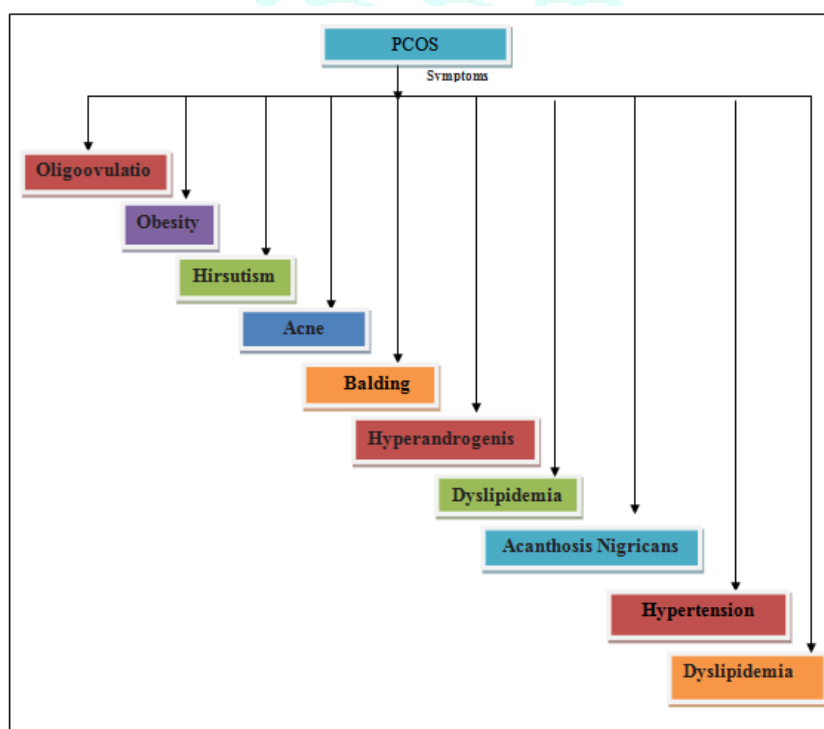 PCOS
Symptoms
Oligoovulatio
Obesity
Hirsutism
Acne
Balding
Hyperandrogenis
Dyslipidemia
Acanthosis Nigricans
Hypertension
Dyslipidemia